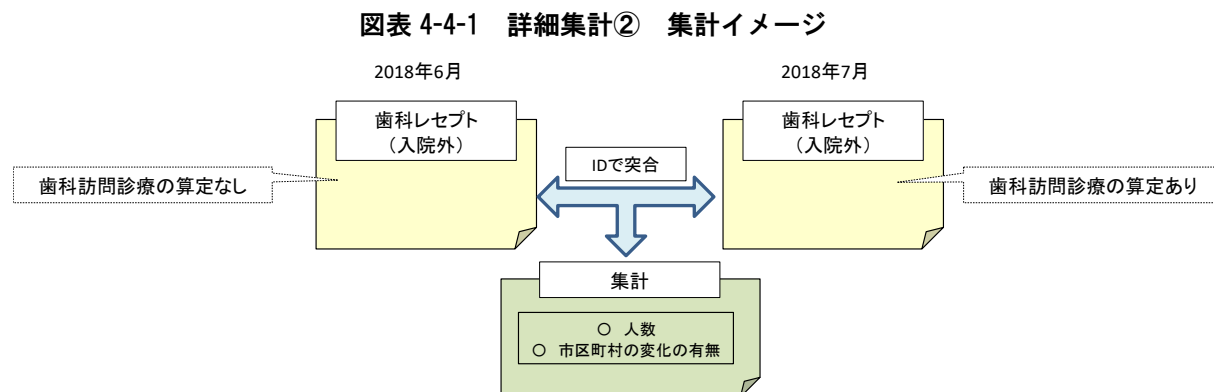 図表 4-4-1　詳細集計②　集計イメージ
2018年6月
2018年7月
歯科レセプト
（入院外）
歯科レセプト
（入院外）
IDで突合
歯科訪問診療の算定なし
歯科訪問診療の算定あり
集計
○　人数
○　市区町村の変化の有無